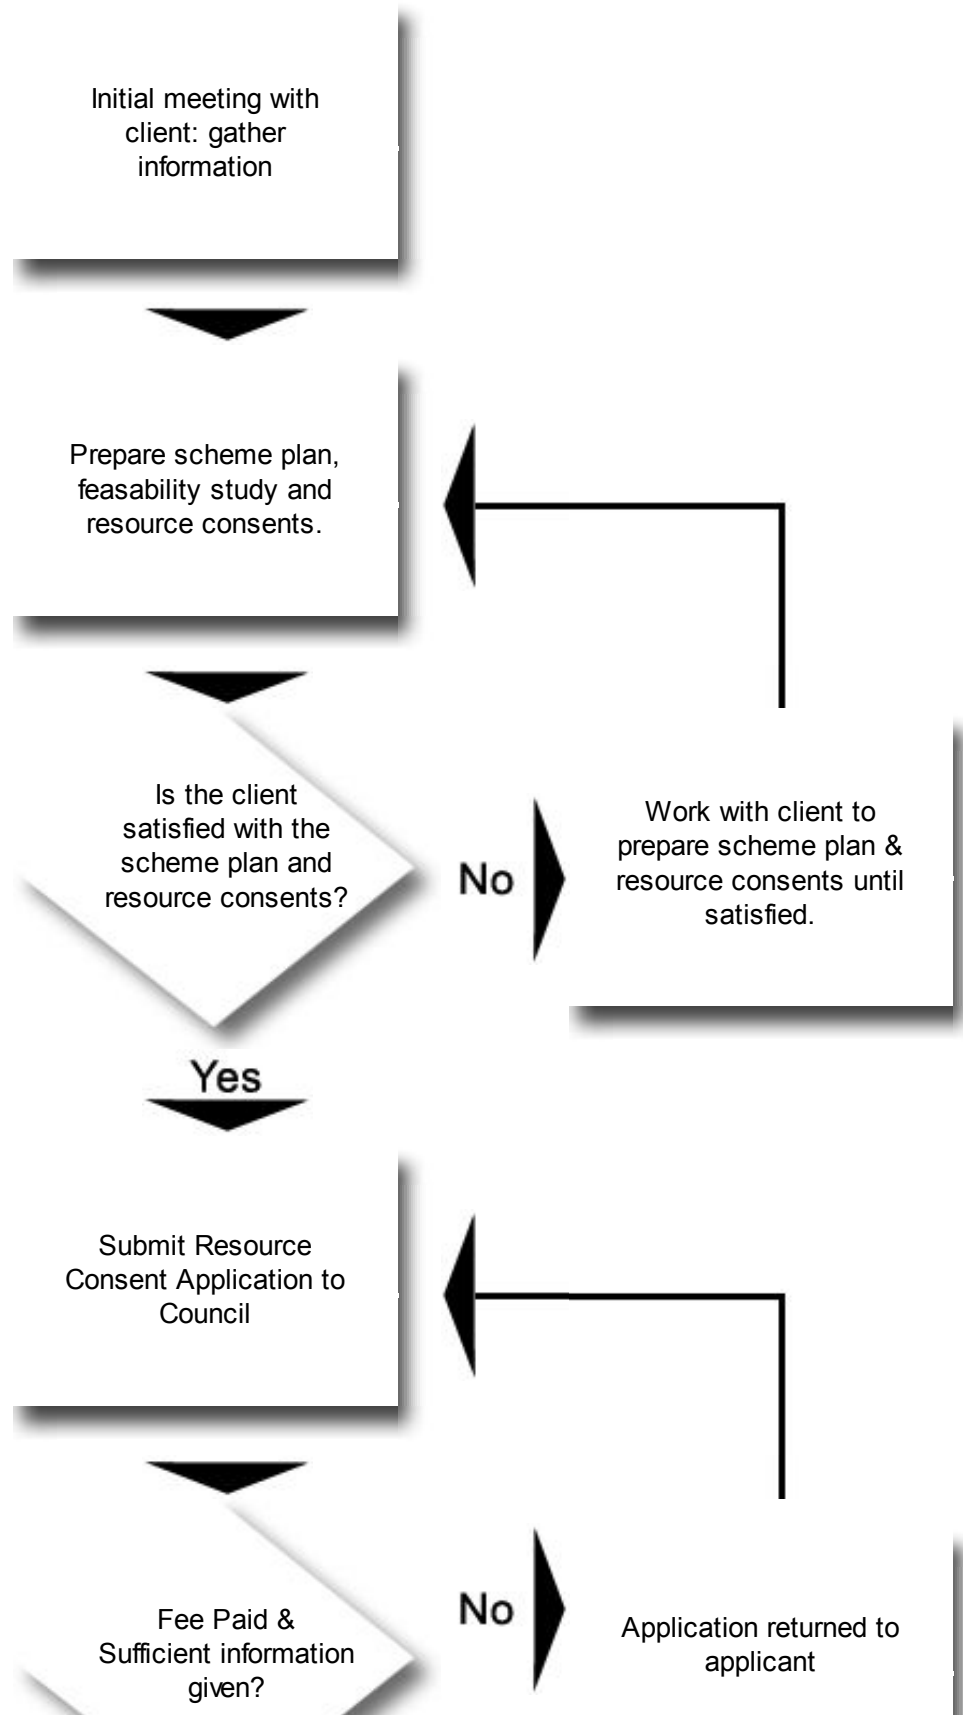 Initial meeting with
client: gather
information
Prepare scheme plan,
feasability study and
resource consents.
Is the client
satisfied with the
scheme plan and
resource consents?
No
Work with client to
prepare scheme plan &
resource consents until
satisfied.
Yes
Submit Resource
Consent Application to
Council
Fee Paid &
Sufficient information
given?
No
Application returned to
applicant